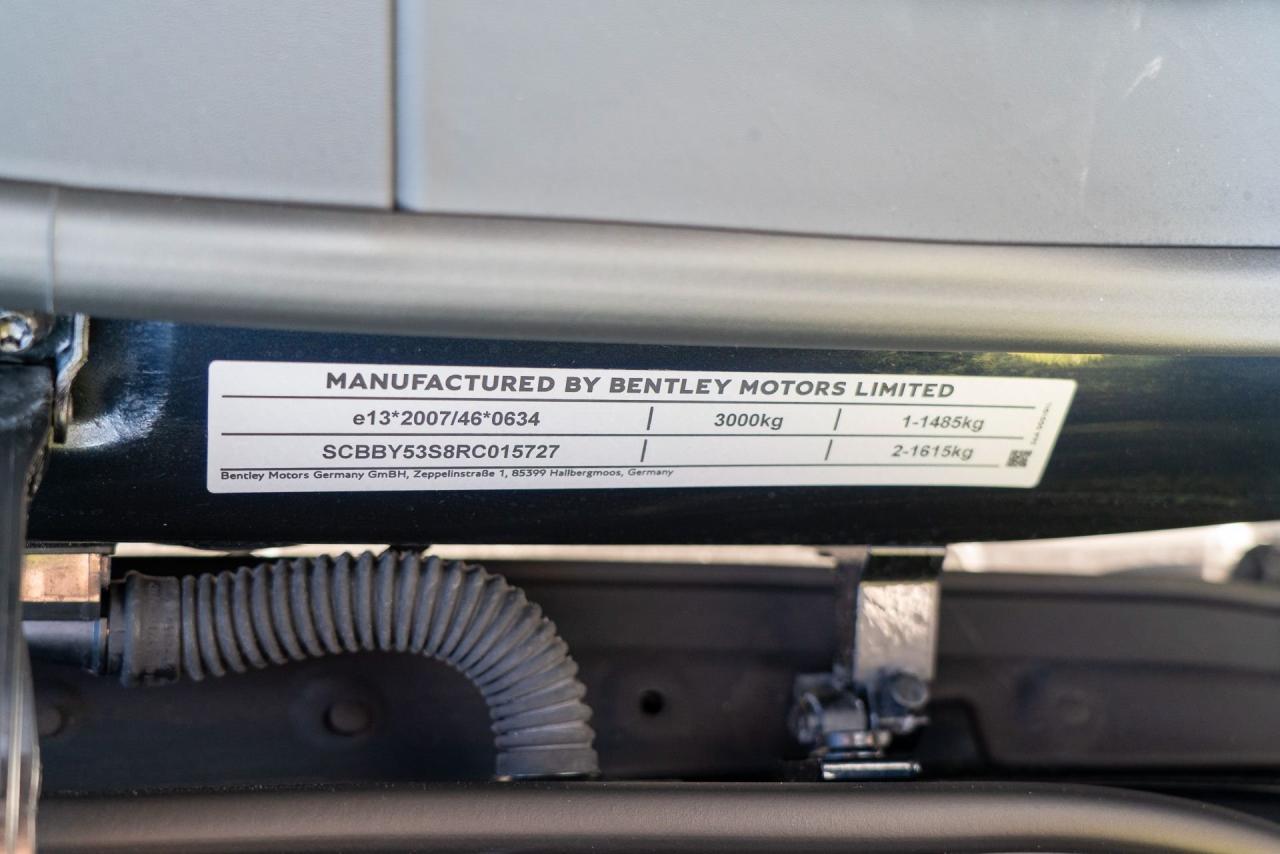 MANUFACTURED BY BENTLEY MOTORS LIMITED
e13*2007/46*0634 / 3000kg / 1-1485kg
SCBBY53S8RC015727 / / 2-1615kg
Bentley Motors Germany GmbH, Zeppelinstraße 1, 85399 Hallbergmoos, Germany